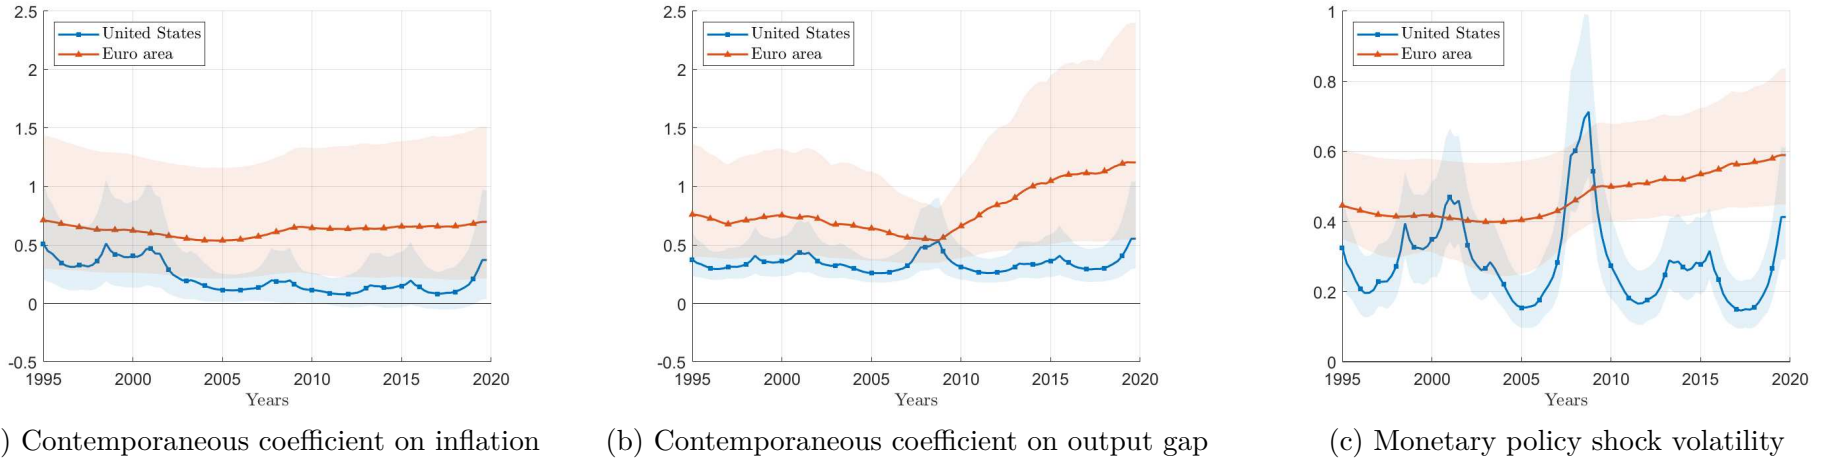 2.5
2
1.5
1
0.5
0
-0.5
United States
Euro area
1995 2000 2005 2010 2015 2020
Years
) Contemporaneous coefficient on inflation
2.5
2
1.5
1
0.5
0
-0.5
United States
Euro area
1995 2000 2005 2010 2015 2020
Years
(b) Contemporaneous coefficient on output gap
1
0.8
0.6
0.4
0.2
0
United States
Euro area
1995 2000 2005 2010 2015 2020
Years
(c) Monetary policy shock volatility